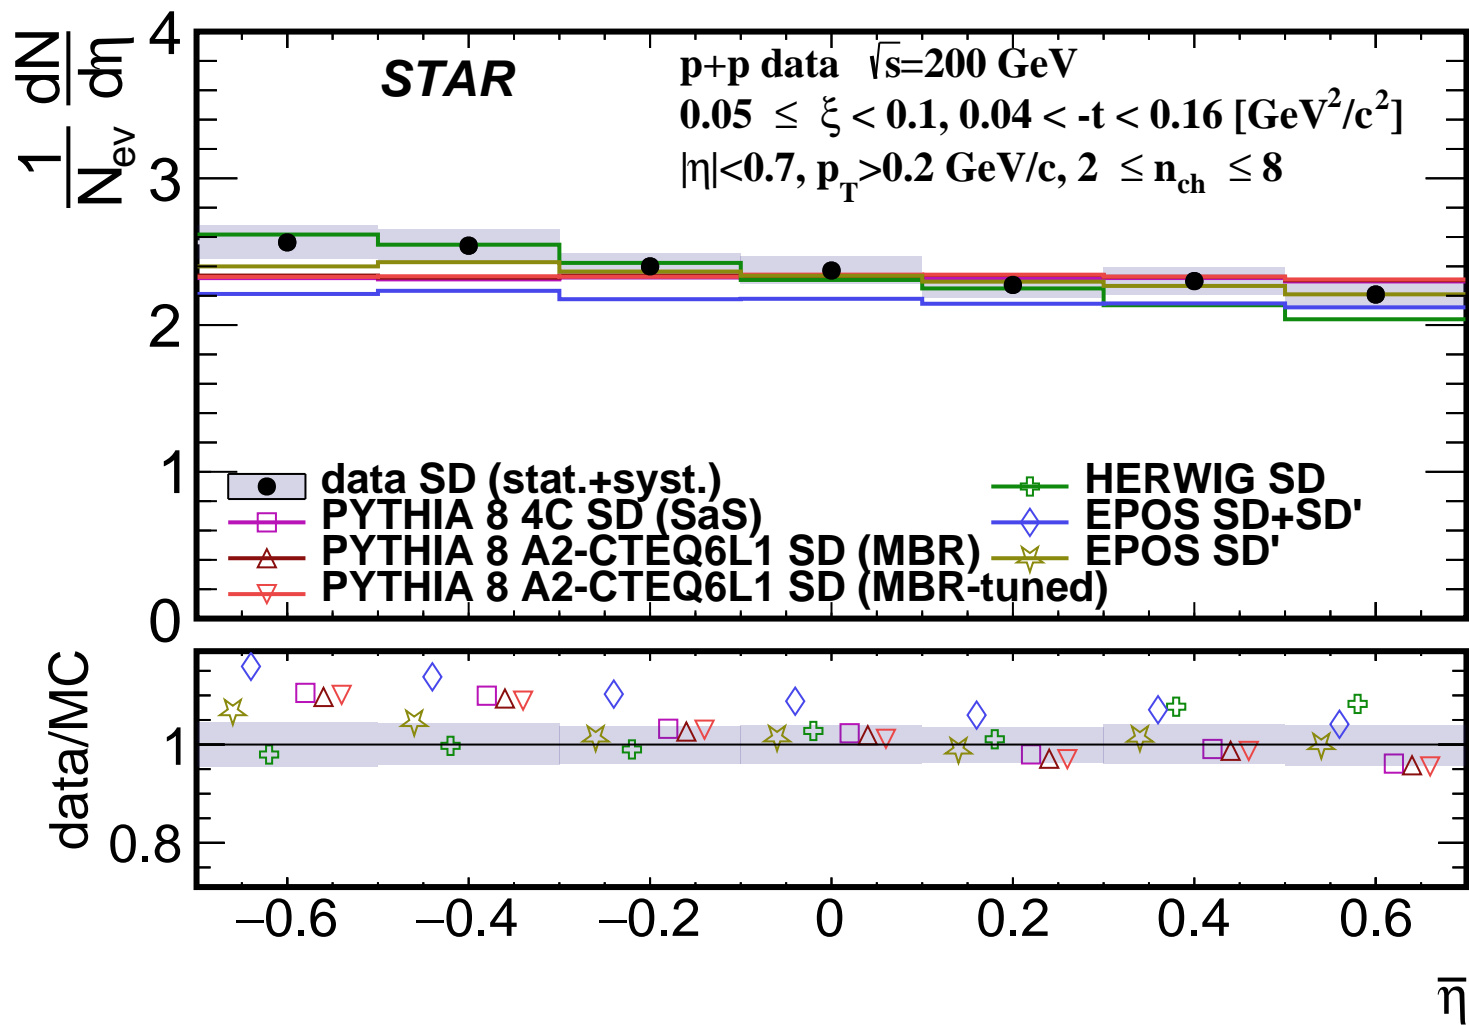 1/N_ev dN/dη
STAR
p+p data √s=200 GeV
0.05 ≤ ξ < 0.1, 0.04 < -t < 0.16 [GeV²/c²]
|η|<0.7, p_T>0.2 GeV/c, 2 ≤ n_ch ≤ 8
4
3
2
1
0
data SD (stat.+syst.)
PYTHIA 8 4C SD (SaS)
PYTHIA 8 A2-CTEQ6L1 SD (MBR)
PYTHIA 8 A2-CTEQ6L1 SD (MBR-tuned)
HERWIG SD
EPOS SD+SD'
EPOS SD'
data/MC
1
0.8
−0.6 −0.4 −0.2 0 0.2 0.4 0.6
η̅